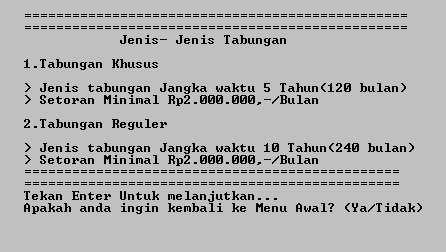 ================================================
================================================
Jenis- Jenis Tabungan
1.Tabungan Khusus
> Jenis tabungan Jangka waktu 5 Tahun(120 bulan)
> Setoran Minimal Rp2.000.000,-/Bulan
2.Tabungan Reguler
> Jenis tabungan Jangka waktu 10 Tahun(240 bulan)
> Setoran Minimal Rp2.000.000,-/Bulan
===============================================
===============================================
Tekan Enter Untuk melanjutkan...
Apakah anda ingin kembali ke Menu Awal? (Ya/Tidak)